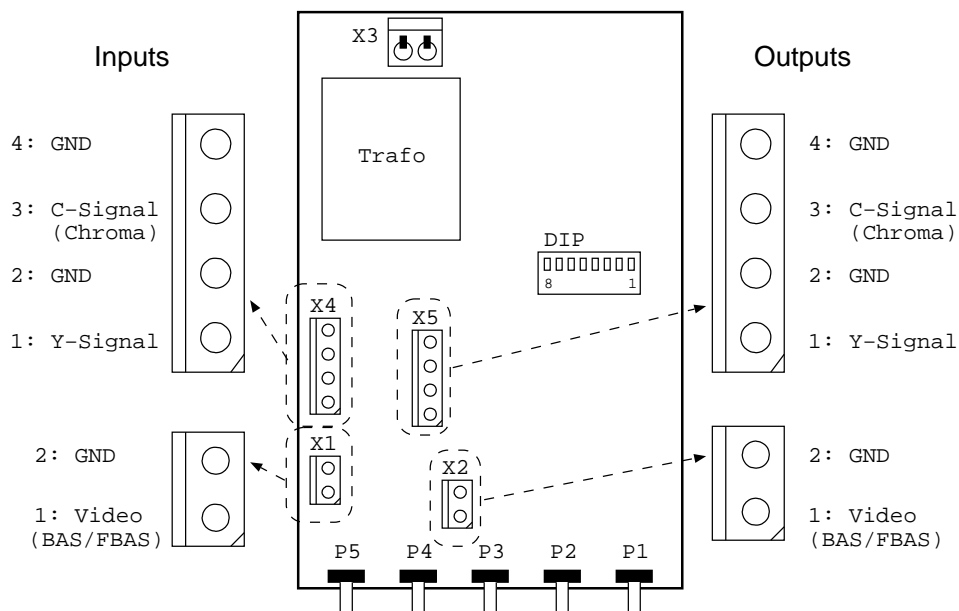 X3
Inputs
Outputs
4: GND
3: C-Signal
(Chroma)
2: GND
1: Y-Signal
2: GND
1: Video
(BAS/FBAS)
Trafo
DIP
8 1
X4
X5
X1
X2
P5 P4 P3 P2 P1
4: GND
3: C-Signal
(Chroma)
2: GND
1: Y-Signal
2: GND
1: Video
(BAS/FBAS)